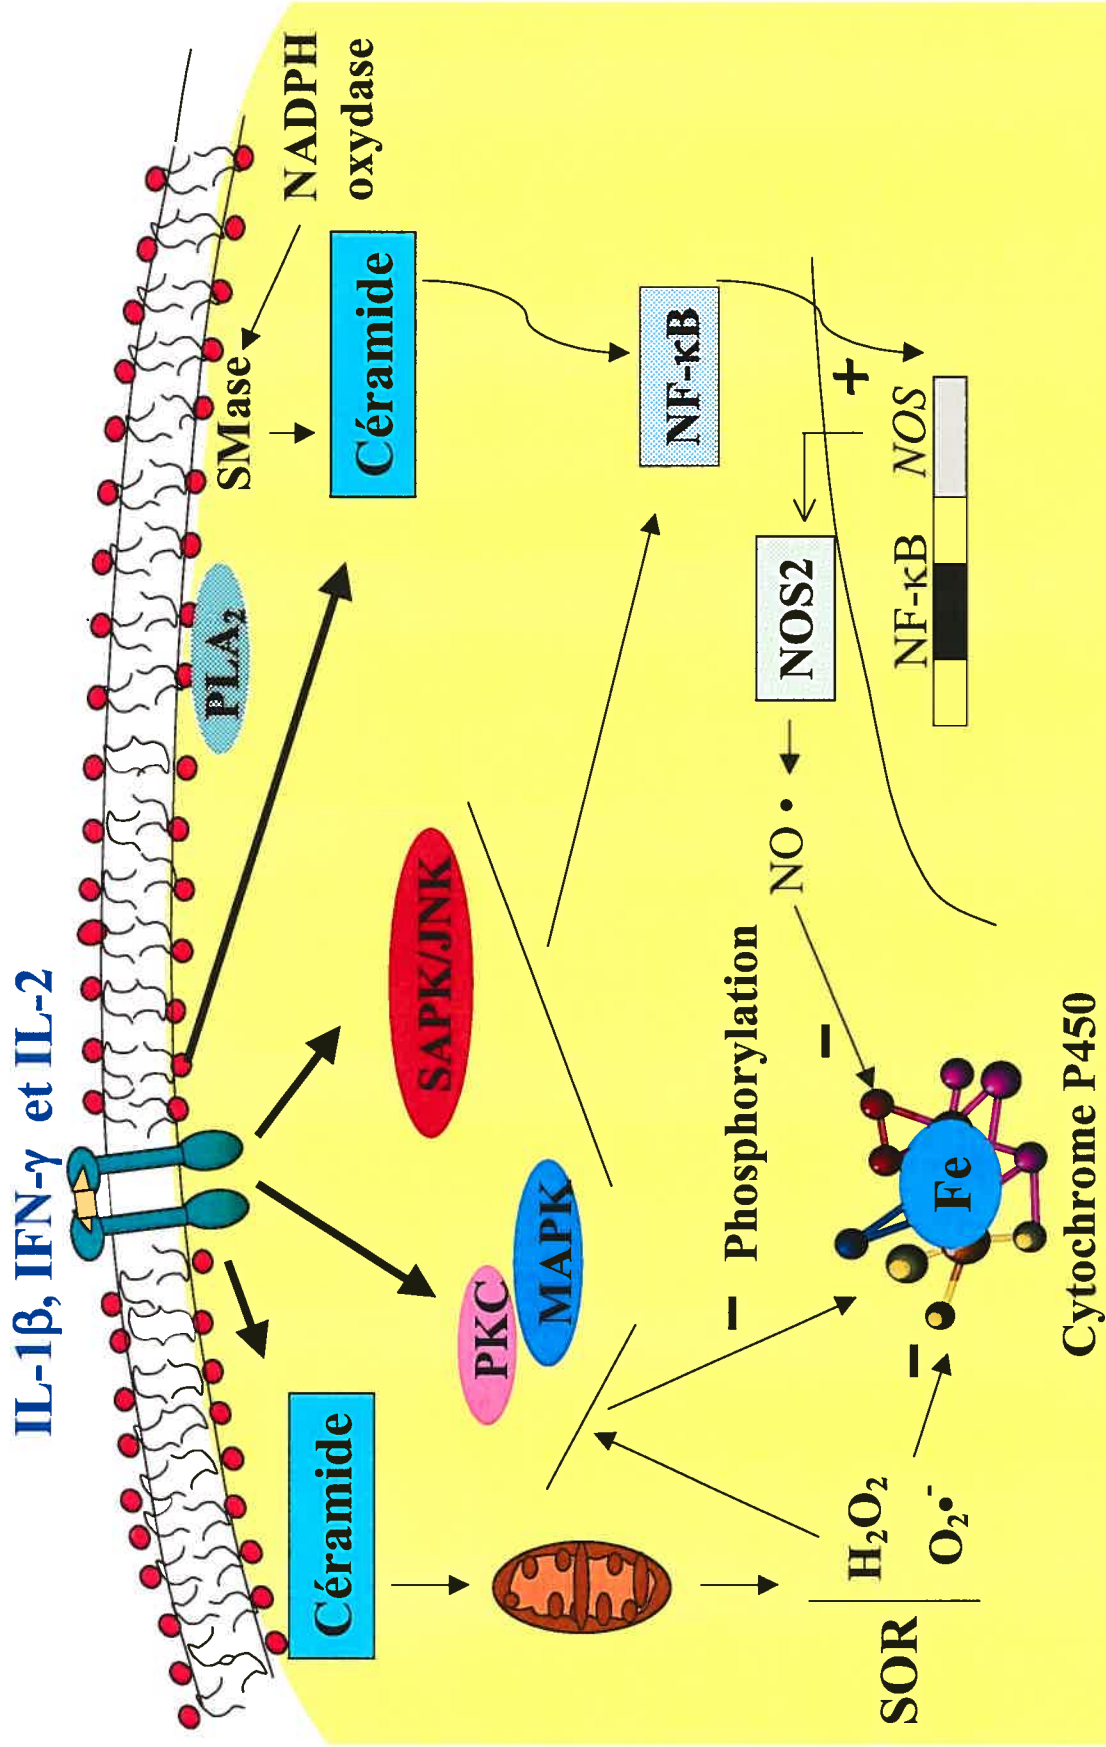 IL-1β, IFN-γ et IL-2
NADPH
oxydase
SMase
PLA₂
Céramide
Céramide
SAPK/JNK
PKC
MAPK
NF-κB
+
NOS2
NOS
NF-κB
NO •
– Phosphorylation
–
–
H₂O₂
O₂•⁻
SOR
Fe
Cytochrome P450